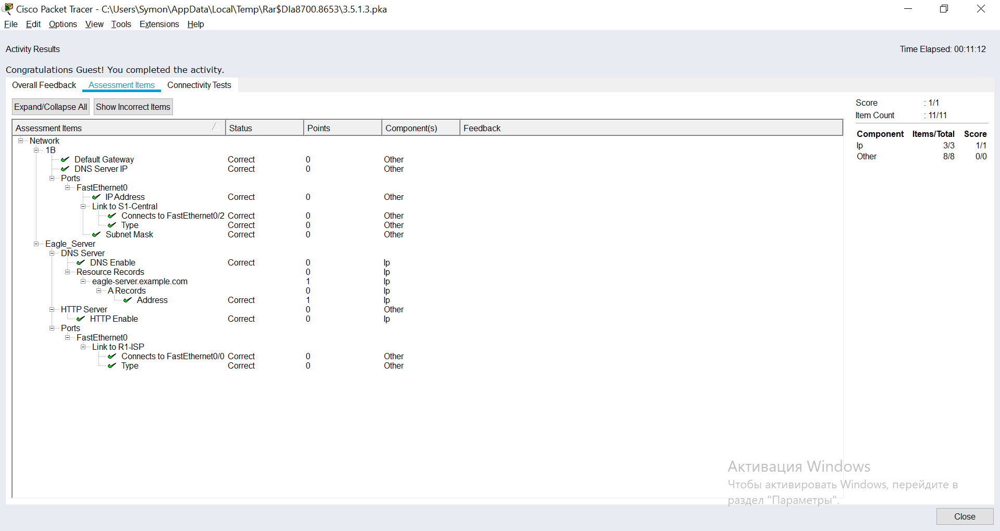 Cisco Packet Tracer - C:\Users\Symon\AppData\Local\Temp\Rar$DIa8700.8653\3.5.1.3.pka
File Edit Options View Tools Extensions Help
Activity Results Time Elapsed: 00:11:12
Congratulations Guest! You completed the activity.
Overall Feedback Assessment Items Connectivity Tests
Expand/Collapse All Show Incorrect Items
Assessment Items Status Points Component(s) Feedback
Network
1B
Default Gateway Correct 0 Other
DNS Server IP Correct 0 Other
Ports
FastEthernet0
IP Address Correct 0 Other
Link to S1-Central
Connects to FastEthernet0/2 Correct 0 Other
Type Correct 0 Other
Subnet Mask Correct 0 Other
Eagle_Server
DNS Server
DNS Enable Correct 0 Ip
Resource Records 0 Ip
eagle-server.example.com 1 Ip
A Records 0 Ip
Address Correct 1 Ip
HTTP Server 0 Other
HTTP Enable Correct 0 Ip
Ports
FastEthernet0
Link to R1-ISP
Connects to FastEthernet0/0 Correct 0 Other
Type Correct 0 Other
Score : 1/1
Item Count : 11/11
Component Items/Total Score
Ip 3/3 1/1
Other 8/8 0/0
Активация Windows
Чтобы активировать Windows, перейдите в
раздел "Параметры".
Close